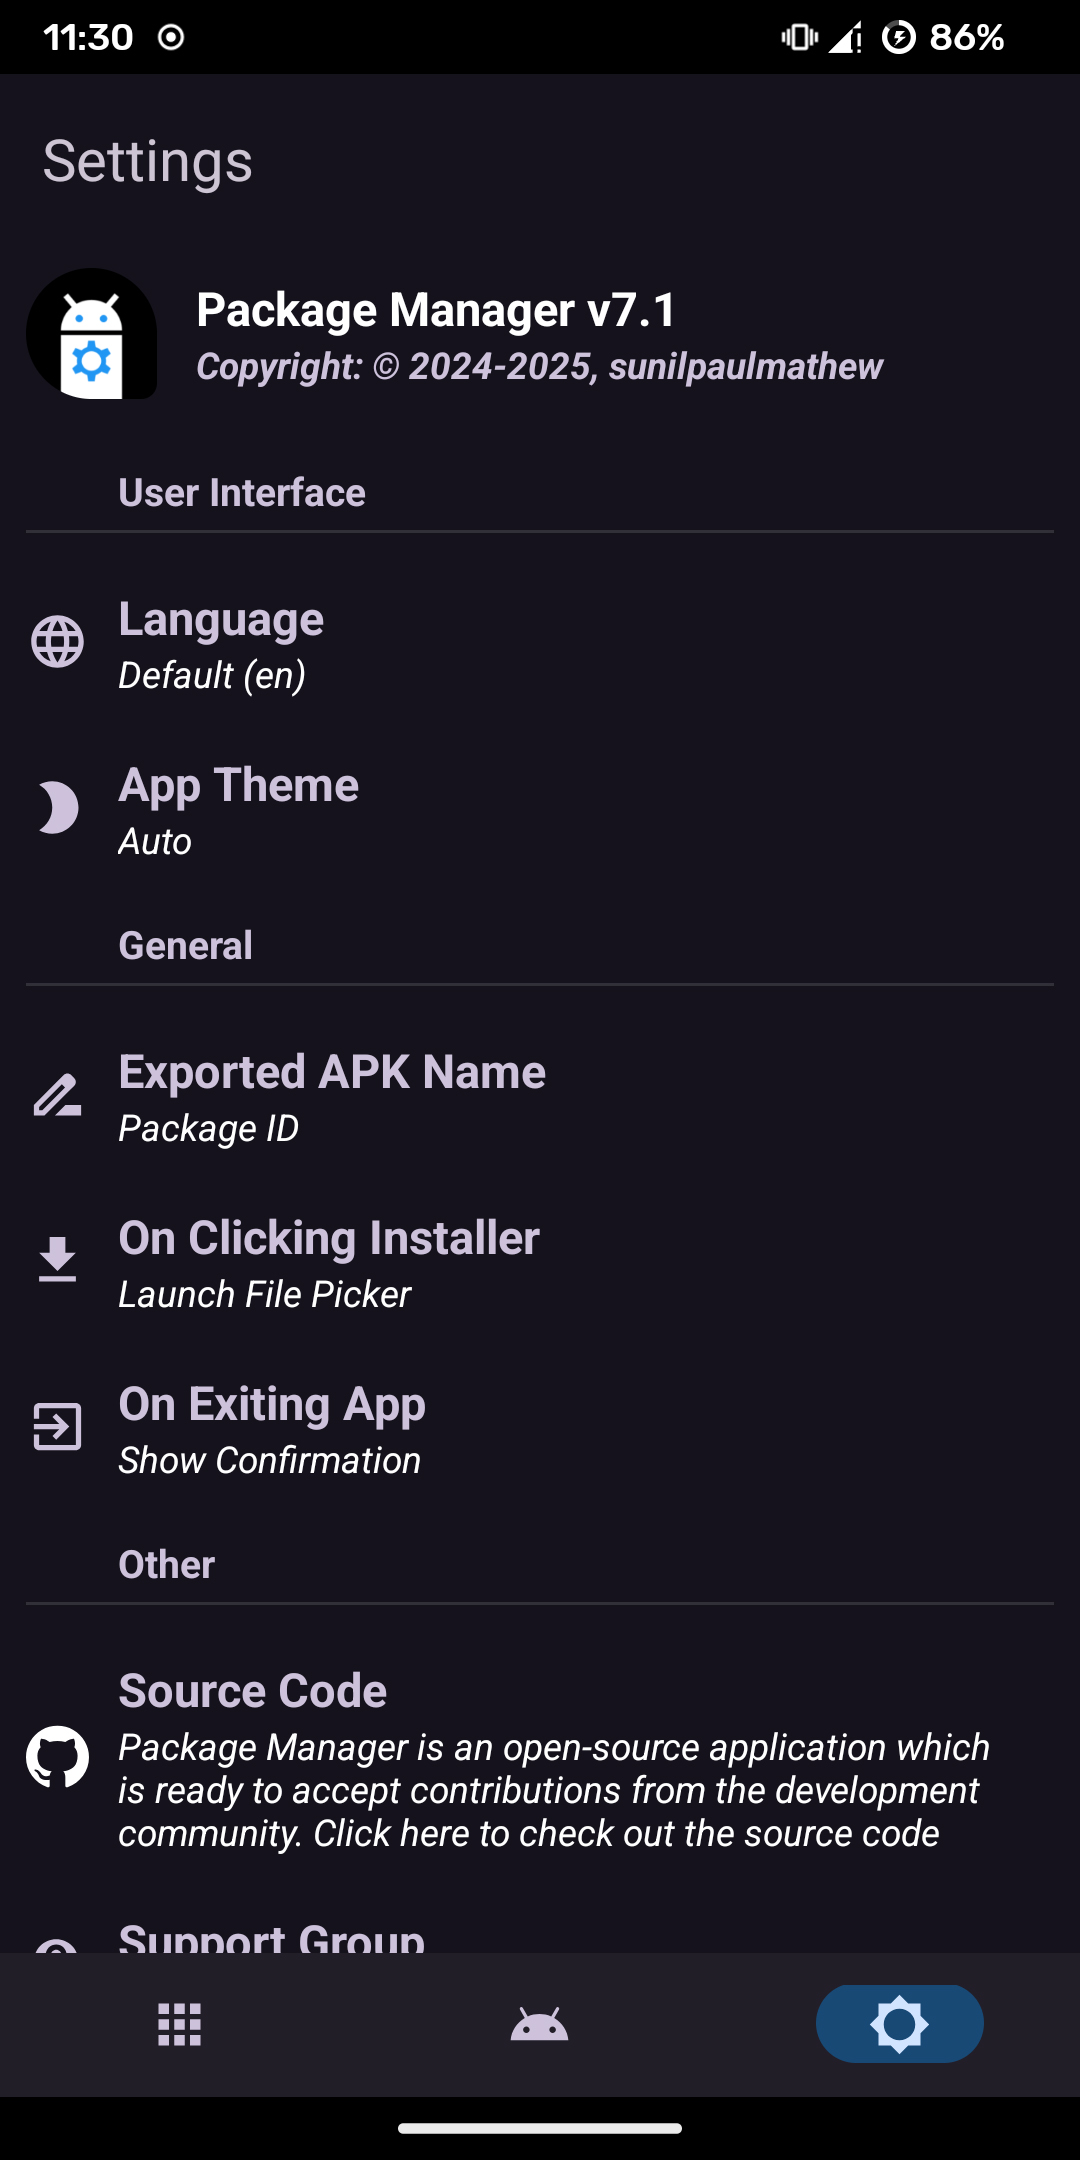 11:30
86%
Settings
Package Manager v7.1
Copyright: © 2024-2025, sunilpaulmathew
User Interface
Language
Default (en)
App Theme
Auto
General
Exported APK Name
Package ID
On Clicking Installer
Launch File Picker
On Exiting App
Show Confirmation
Other
Source Code
Package Manager is an open-source application which
is ready to accept contributions from the development
community. Click here to check out the source code
Support Group